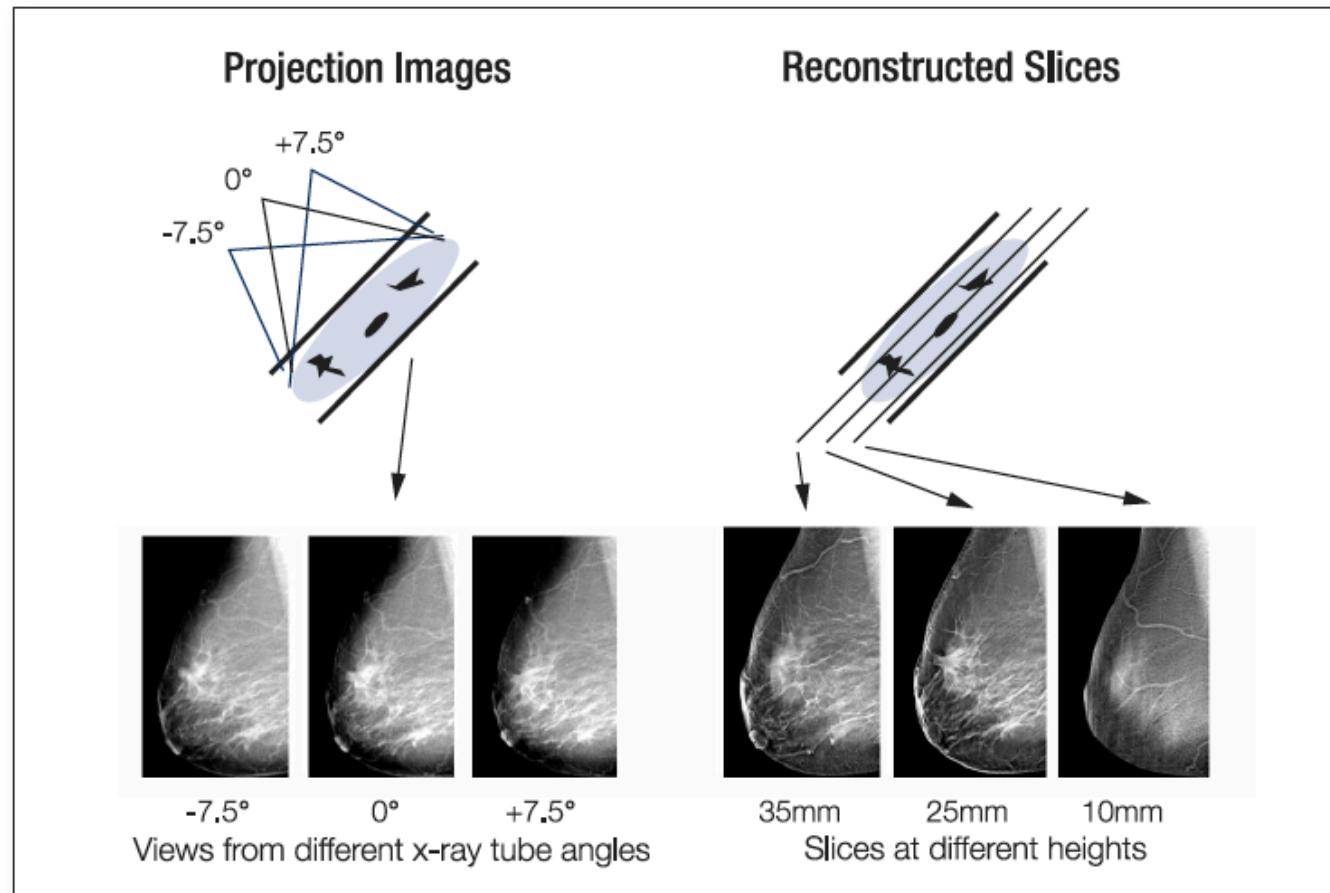 Projection Images
+7.5°
0°
-7.5°
-7.5°
0°
+7.5°
Views from different x-ray tube angles
Reconstructed Slices
35mm
25mm
10mm
Slices at different heights